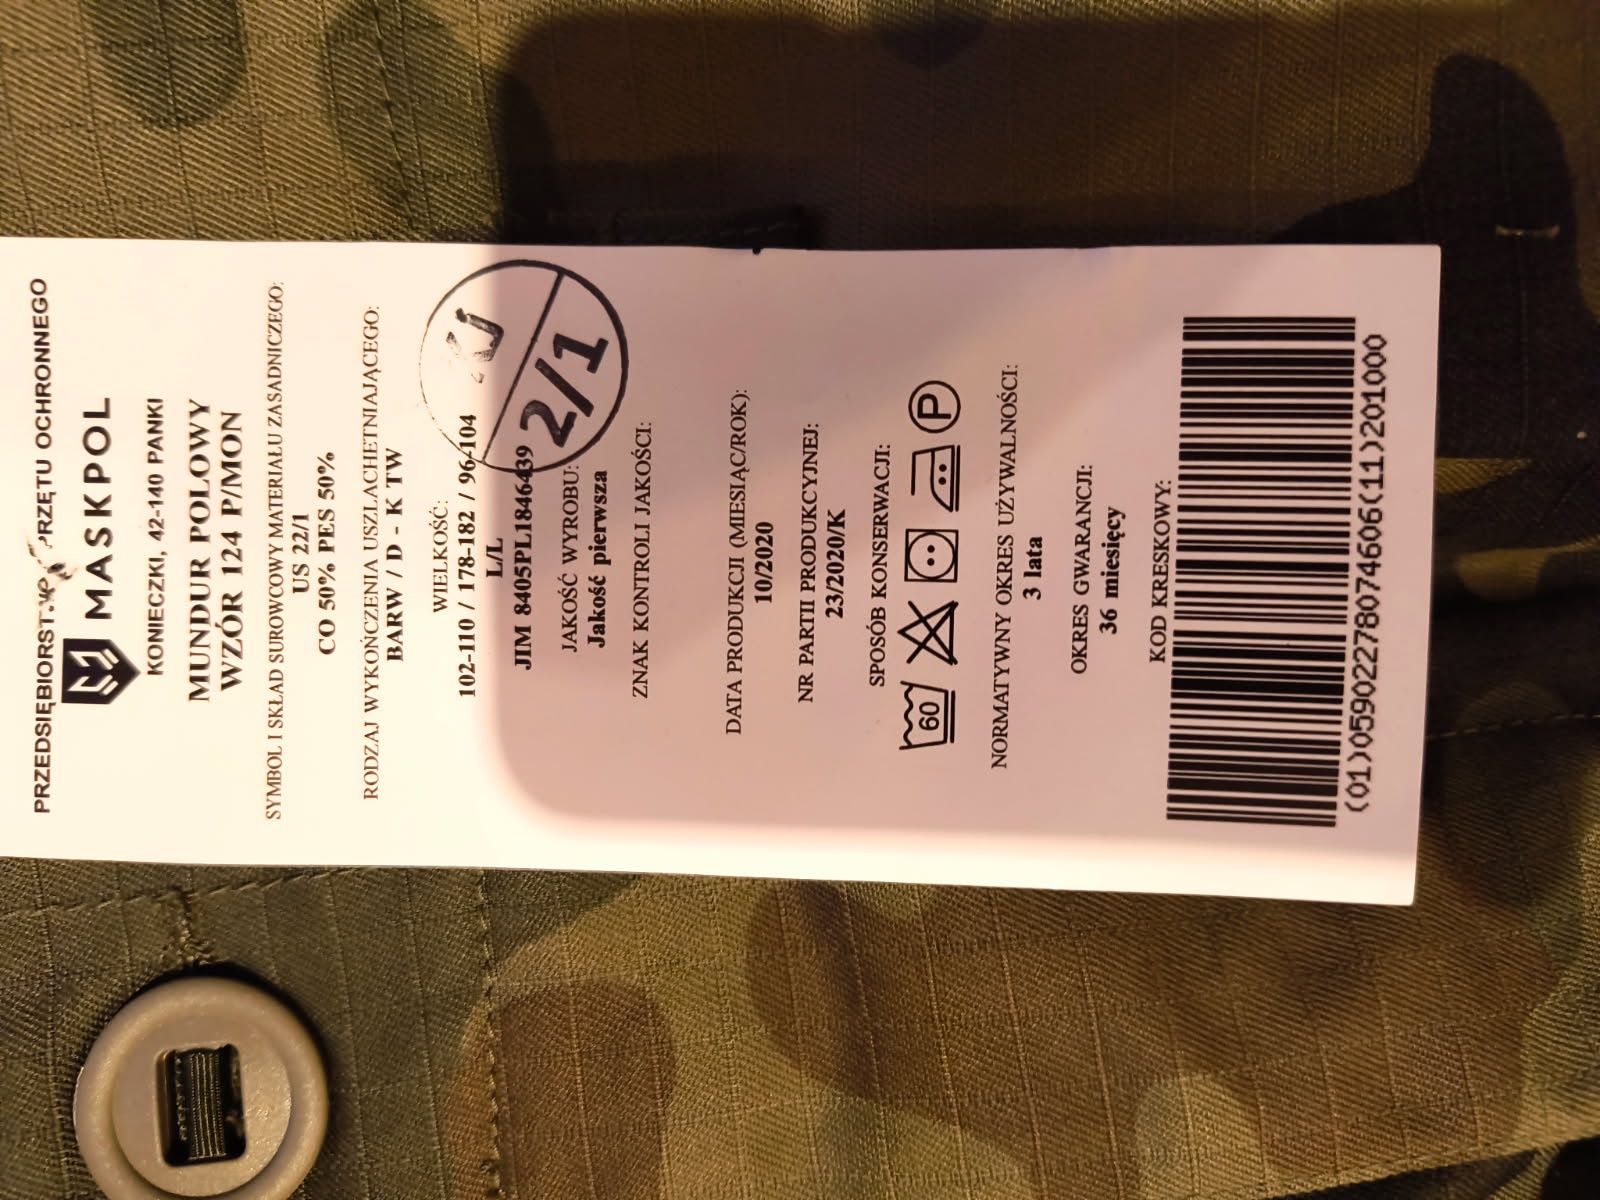 PRZEDSIĘBIORSTWO SPRZĘTU OCHRONNEGO
MASKPOL
KONIECZKI, 42-140 PANKI
MUNDUR POLOWY
WZÓR 124 P/MON
SYMBOL I SKŁAD SUROWCOWY MATERIAŁU ZASADNICZEGO:
US 22/1
CO 50% PES 50%
RODZAJ WYKOŃCZENIA USZLACHETNIAJĄCEGO:
BARW / D - K TW
WIELKOŚĆ:
102-110 / 178-182 / 96-104
L/L
JIM 8405PL1846439
KJ
2/1
JAKOŚĆ WYROBU:
Jakość pierwsza
ZNAK KONTROLI JAKOŚCI:
DATA PRODUKCJI (MIESIĄC/ROK):
10/2020
NR PARTII PRODUKCYJNEJ:
23/2020/K
SPOSÓB KONSERWACJI:
60 P
NORMATYWNY OKRES UŻYWALNOŚCI:
3 lata
OKRES GWARANCJI:
36 miesięcy
KOD KRESKOWY:
(01)05902278074606(11)201000